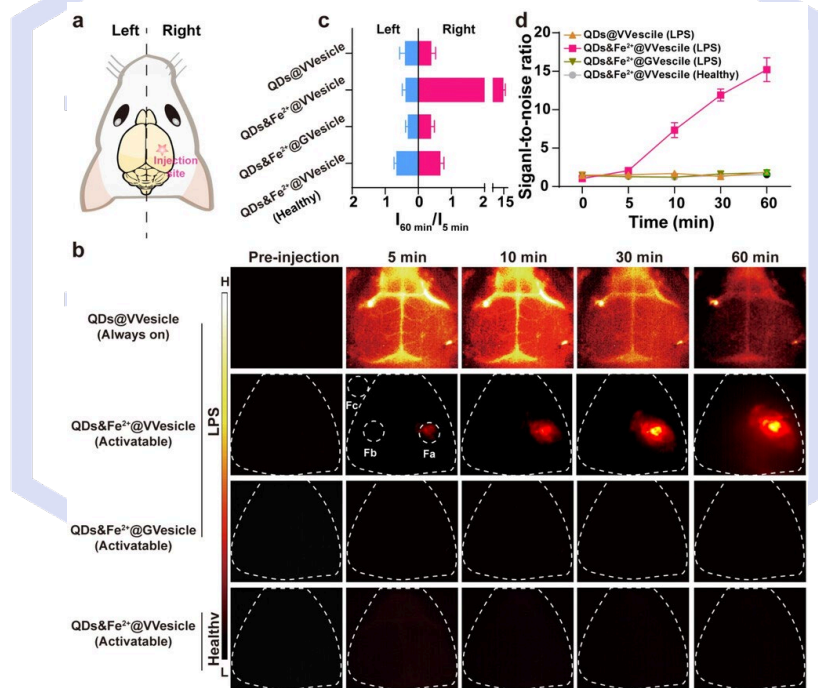 a
Left Right
Injection
site
c
Left Right
QDs@VVesicle
QDs&Fe²⁺@VVesicle
QDs&Fe²⁺@GVesicle
QDs&Fe²⁺@VVesicle
(Healthy)
2 1 0 1 2 15
I60 min/I5 min
d
QDs@VVescile (LPS)
QDs&Fe²⁺@VVescile (LPS)
QDs&Fe²⁺@GVescile (LPS)
QDs&Fe²⁺@VVescile (Healthy)
Siganl-to-noise ratio
20
15
10
5
0
0 5 10 30 60
Time (min)
b
Pre-injection 5 min 10 min 30 min 60 min
H
QDs@VVesicle
(Always on)
LPS
QDs&Fe²⁺@VVesicle
(Activatable)
Fc
Fb Fa
QDs&Fe²⁺@GVesicle
(Activatable)
QDs&Fe²⁺@VVesicle
(Activatable)
Healthy
L